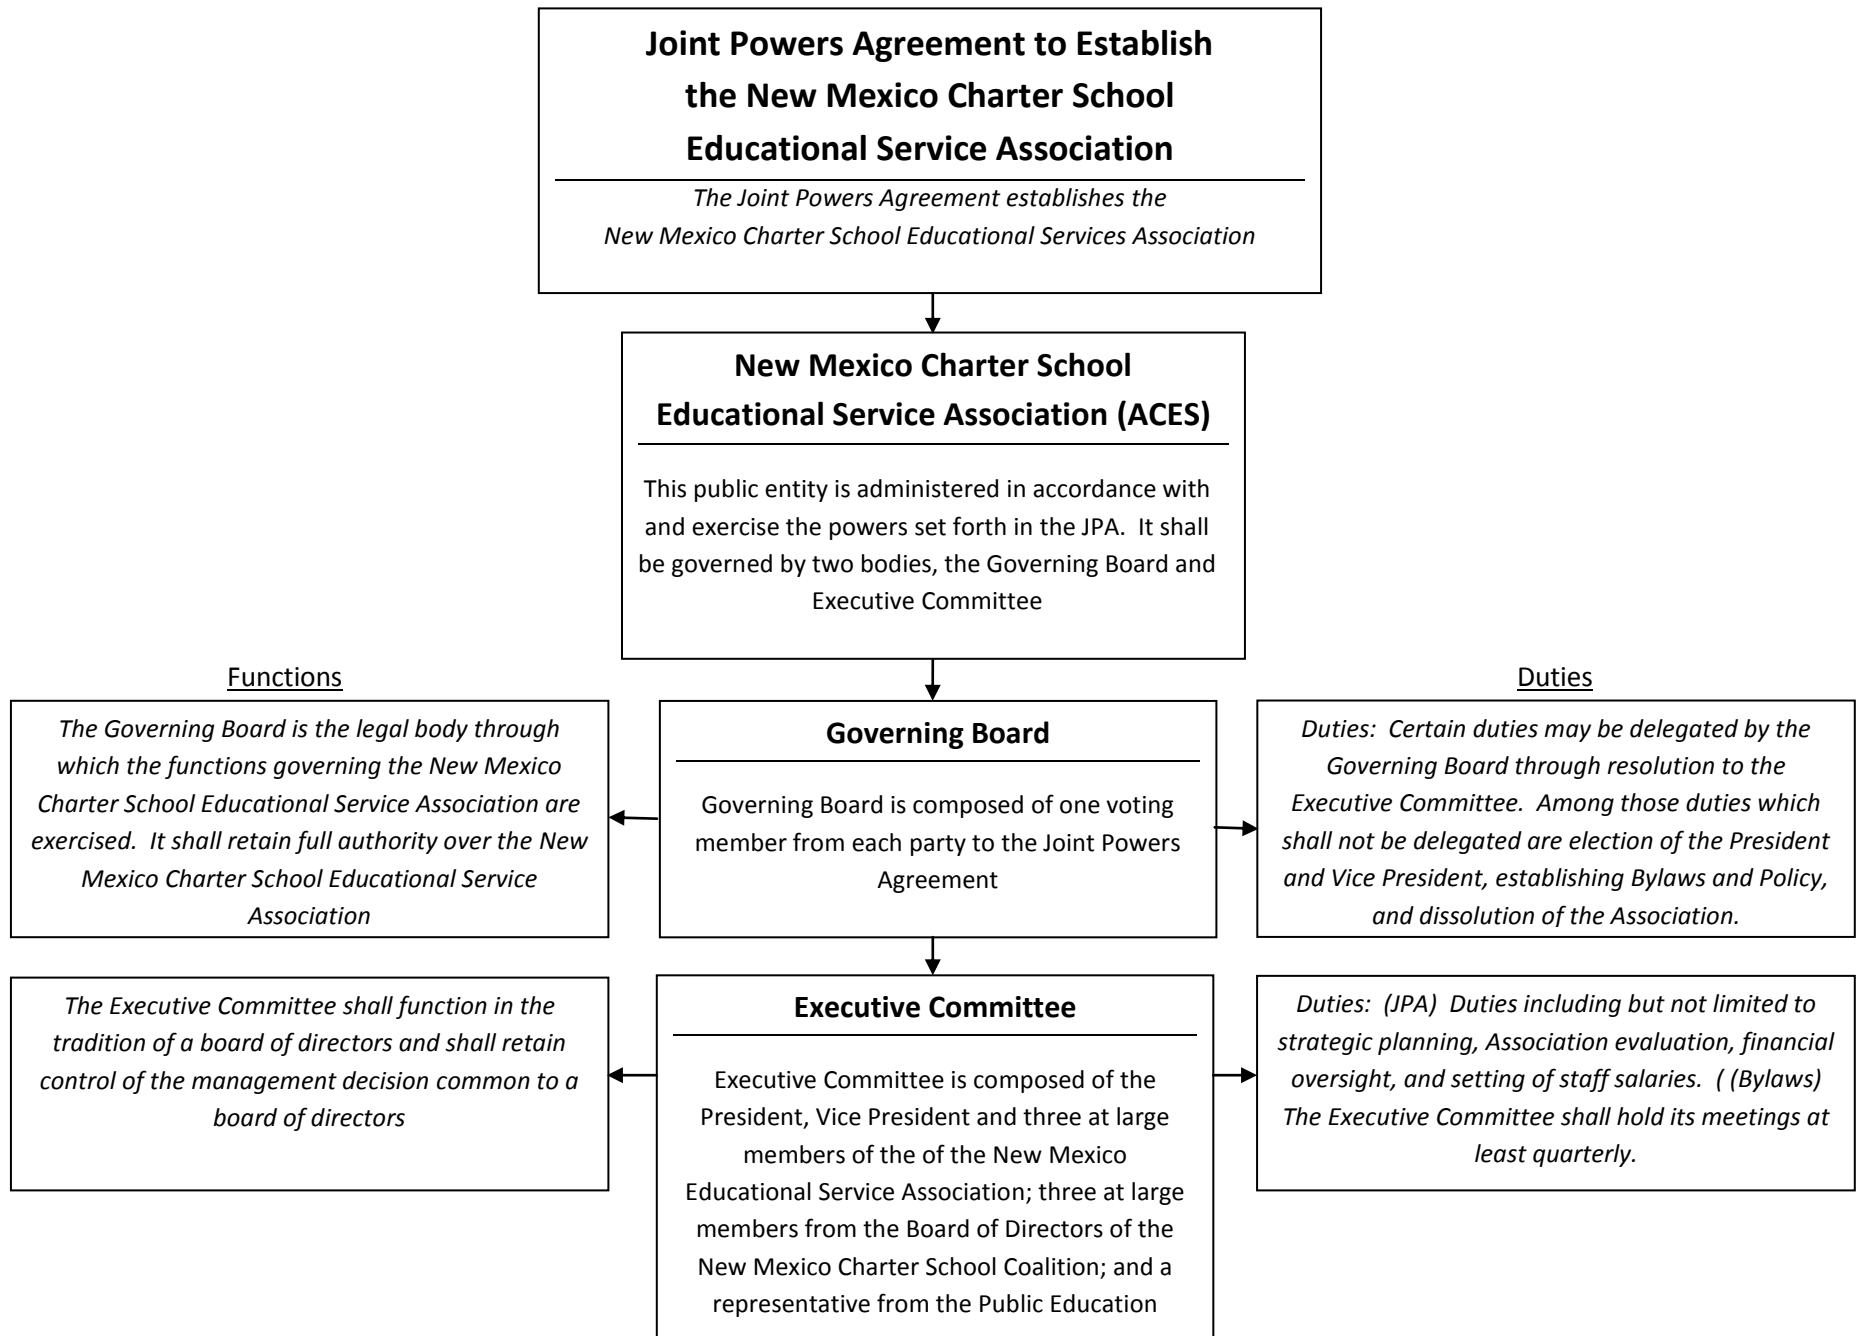 Joint Powers Agreement to Establish
the New Mexico Charter School
Educational Service Association
The Joint Powers Agreement establishes the
New Mexico Charter School Educational Services Association
New Mexico Charter School
Educational Service Association (ACES)
This public entity is administered in accordance with
and exercise the powers set forth in the JPA.  It shall
be governed by two bodies, the Governing Board and
Executive Committee
Functions
Duties
The Governing Board is the legal body through
which the functions governing the New Mexico
Charter School Educational Service Association are
exercised.  It shall retain full authority over the New
Mexico Charter School Educational Service
Association
Governing Board
Governing Board is composed of one voting
member from each party to the Joint Powers
Agreement
Duties:  Certain duties may be delegated by the
Governing Board through resolution to the
Executive Committee.  Among those duties which
shall not be delegated are election of the President
and Vice President, establishing Bylaws and Policy,
and dissolution of the Association.
The Executive Committee shall function in the
tradition of a board of directors and shall retain
control of the management decision common to a
board of directors
Executive Committee
Executive Committee is composed of the
President, Vice President and three at large
members of the of the New Mexico
Educational Service Association; three at large
members from the Board of Directors of the
New Mexico Charter School Coalition; and a
representative from the Public Education
Duties:  (JPA)  Duties including but not limited to
strategic planning, Association evaluation, financial
oversight, and setting of staff salaries.  ( (Bylaws)
The Executive Committee shall hold its meetings at
least quarterly.